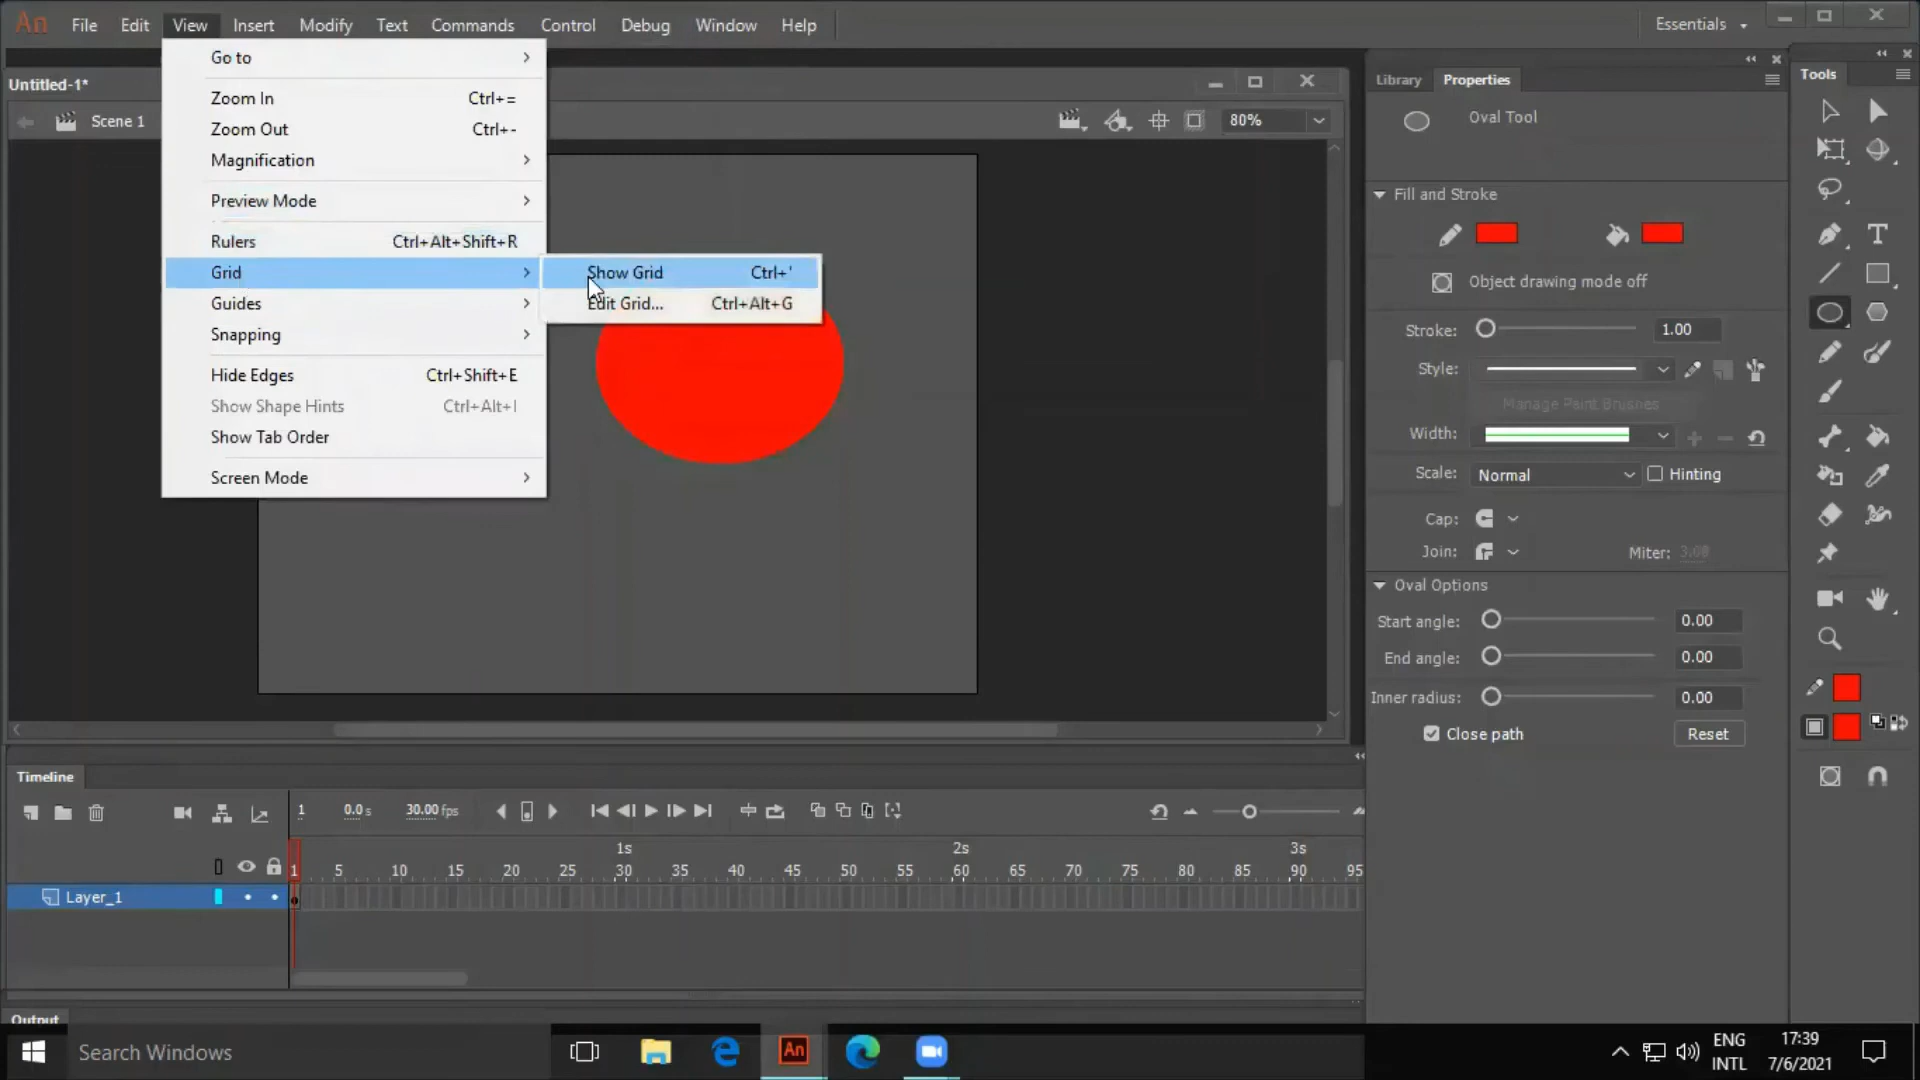 An File Edit View Insert Modify Text Commands Control Debug Window Help Essentials
Go to
Zoom In Ctrl+=
Zoom Out Ctrl+-
Magnification
Preview Mode
Rulers Ctrl+Alt+Shift+R
Grid
Guides
Snapping
Hide Edges Ctrl+Shift+E
Show Shape Hints Ctrl+Alt+I
Show Tab Order
Screen Mode
Show Grid Ctrl+'
Edit Grid... Ctrl+Alt+G
Untitled-1*
Scene 1
80%
Library Properties
Oval Tool
Fill and Stroke
Object drawing mode off
Stroke: 1.00
Style:
Manage Paint Brushes
Width:
Scale: Normal Hinting
Cap:
Join: Miter: 3.00
Oval Options
Start angle: 0.00
End angle: 0.00
Inner radius: 0.00
Close path Reset
Tools
Timeline
1 0.0 s 30.00 fps
1s 2s 3s
1 5 10 15 20 25 30 35 40 45 50 55 60 65 70 75 80 85 90 95
Layer_1
Output
Search Windows
An
ENG
INTL
17:39
7/6/2021